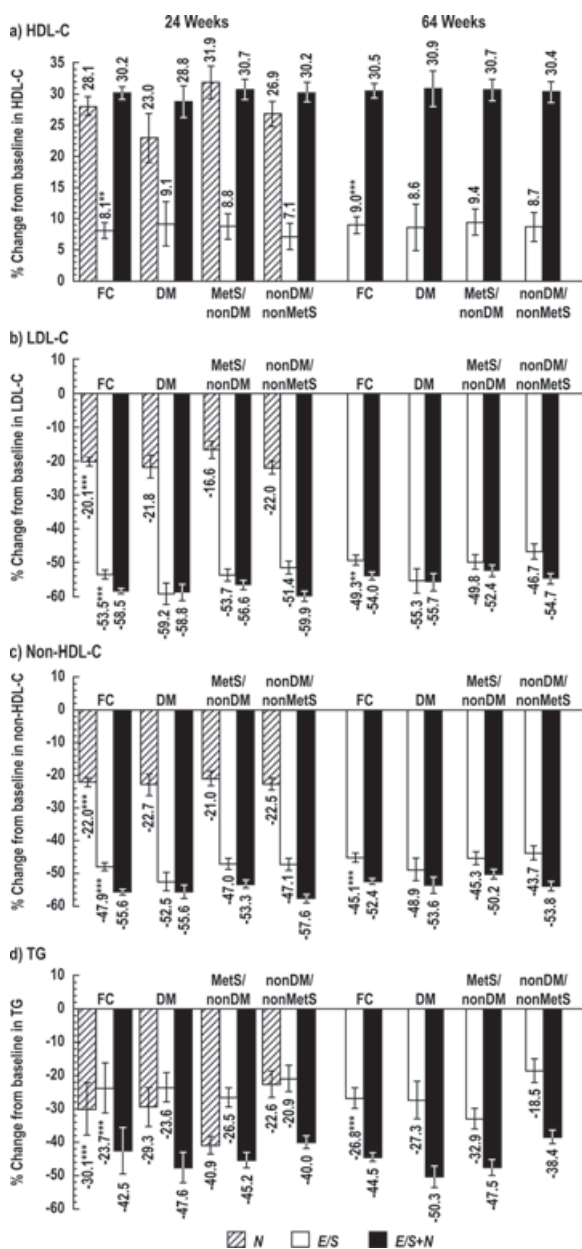 24 Weeks 64 Weeks
a) HDL-C
% Change from baseline in HDL-C
35
30
25
20
15
10
5
0
28.1 8.1** 30.2 23.0 9.1 28.8 31.9 8.8 30.7 26.9 7.1 30.2 9.0*** 30.5 8.6 30.9 9.4 30.7 8.7 30.4
FC DM MetS/ nonDM/ FC DM MetS/ nonDM/
nonDM nonMetS nonDM nonMetS
b) LDL-C
% Change from baseline in LDL-C
MetS/ nonDM/ MetS/ nonDM/
FC DM nonDM nonMetS FC DM nonDM nonMetS
10
0
-10
-20
-30
-40
-50
-60
-20.1*** -53.5*** -58.5 -21.8 -59.2 -58.8 -16.6 -53.7 -56.6 -22.0 -51.4 -59.9 -49.3** -54.0 -55.3 -55.7 -49.8 -52.4 -46.7 -54.7
c) Non-HDL-C
% Change from baseline in non-HDL-C
MetS/ nonDM/ MetS/ nonDM/
FC DM nonDM nonMetS FC DM nonDM nonMetS
10
0
-10
-20
-30
-40
-50
-60
-22.0*** -47.9*** -55.6 -22.7 -52.5 -55.6 -21.0 -47.0 -53.3 -22.5 -47.1 -57.6 -45.1*** -52.4 -48.9 -53.6 -45.3 -50.2 -43.7 -53.8
d) TG
% Change from baseline in TG
MetS/ nonDM/ MetS/ nonDM/
FC DM nonDM nonMetS FC DM nonDM nonMetS
10
0
-10
-20
-30
-40
-50
-60
-30.1*** -23.7*** -42.5 -29.3 -23.6 -47.6 -40.9 -26.5 -45.2 -22.6 -20.9 -40.0 -26.8*** -44.5 -27.3 -50.3 -32.9 -47.5 -18.5 -38.4
N E/S E/S+N